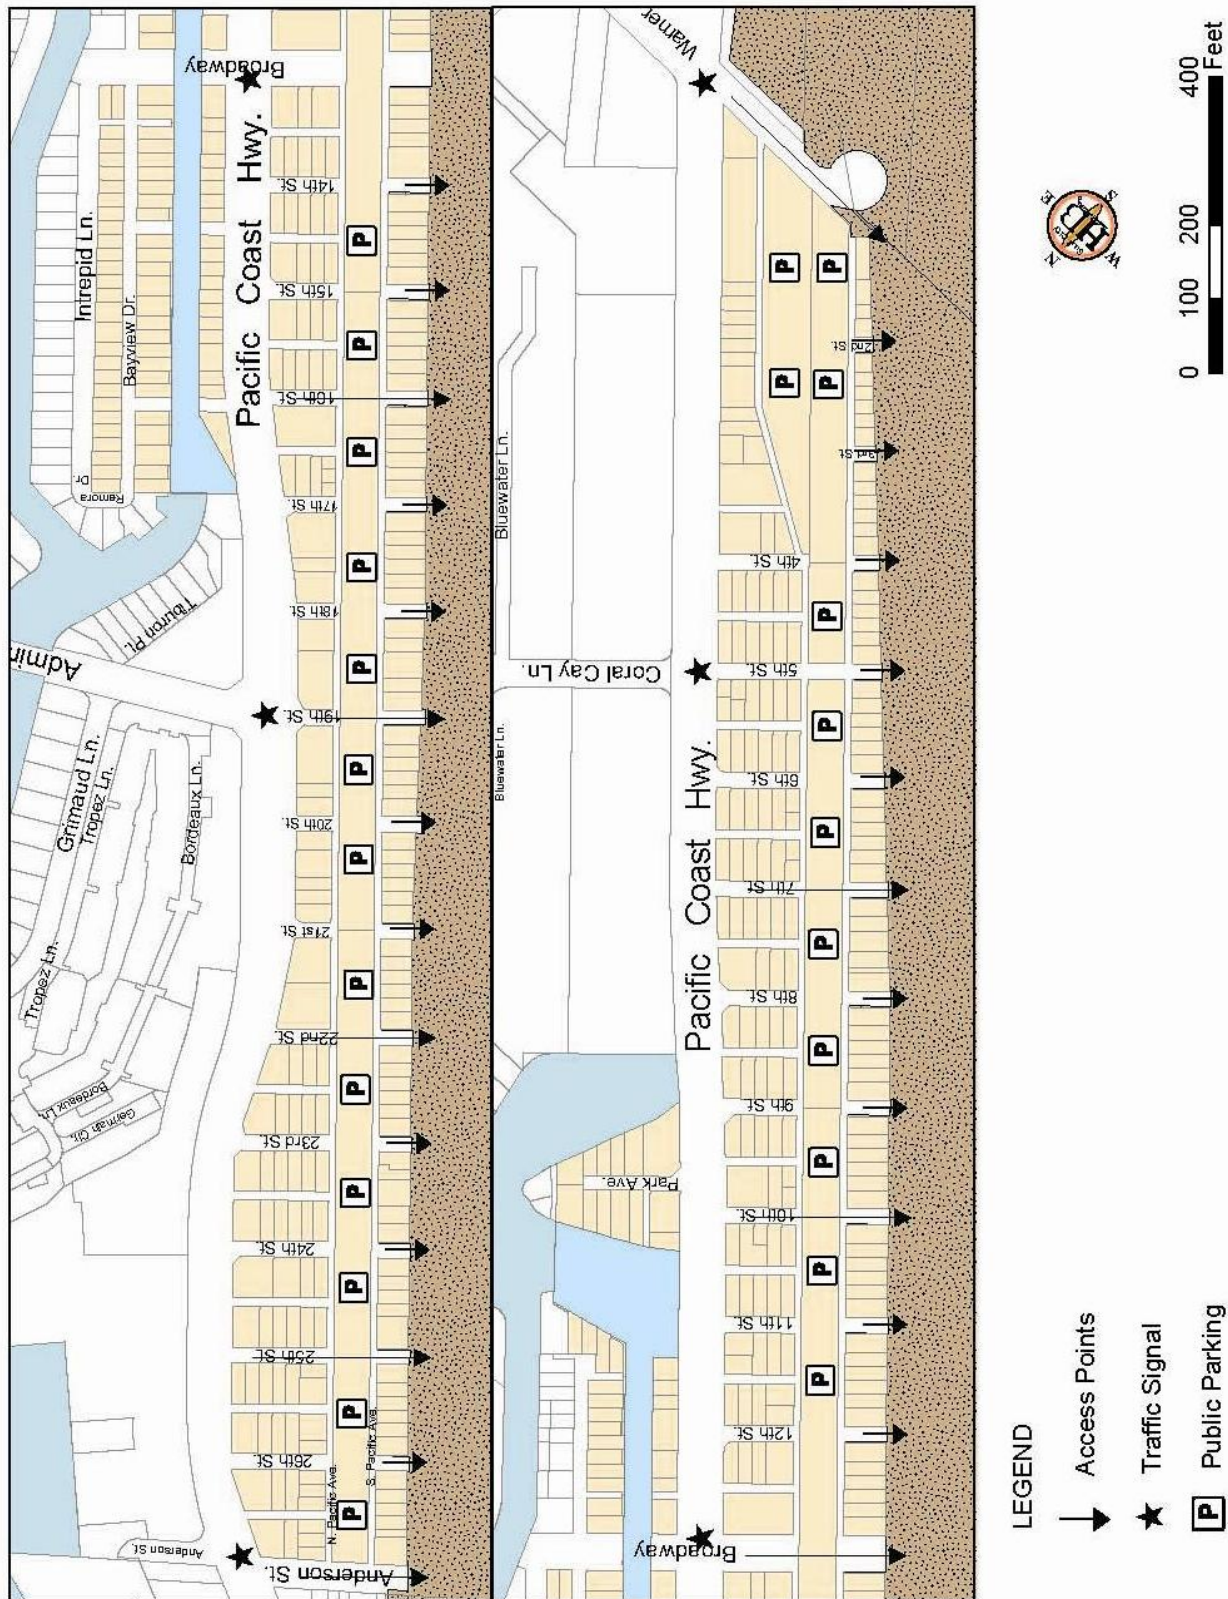 Broadway
Pacific Coast Hwy.
14th St.
15th St.
16th St.
17th St.
18th St.
19th St.
20th St.
21st St.
22nd St.
23rd St.
24th St.
25th St.
26th St.
Anderson St.
Anderson St.
N. Pacific Ave.
S. Pacific Ave.
Intrepid Ln.
Bayview Dr.
Remora Dr.
Tiburon Pt.
Admir
Grimaud Ln.
Tropez Ln.
Tropez Ln.
Bordeaux Ln.
Bordeaux Ln.
P
P
P
P
P
P
P
P
P
P
P
P
P
Warner
Bluewater Ln.
Bluewater Ln.
Coral Cay Ln.
Pacific Coast Hwy.
Park Ave.
2nd St.
3rd St.
4th St.
5th St.
6th St.
7th St.
8th St.
9th St.
10th St.
11th St.
12th St.
Broadway
P
P
P
P
P
P
P
P
P
P
P
P
N
E
S
W
0 100 200 400
Feet
LEGEND
Access Points
Traffic Signal
P Public Parking